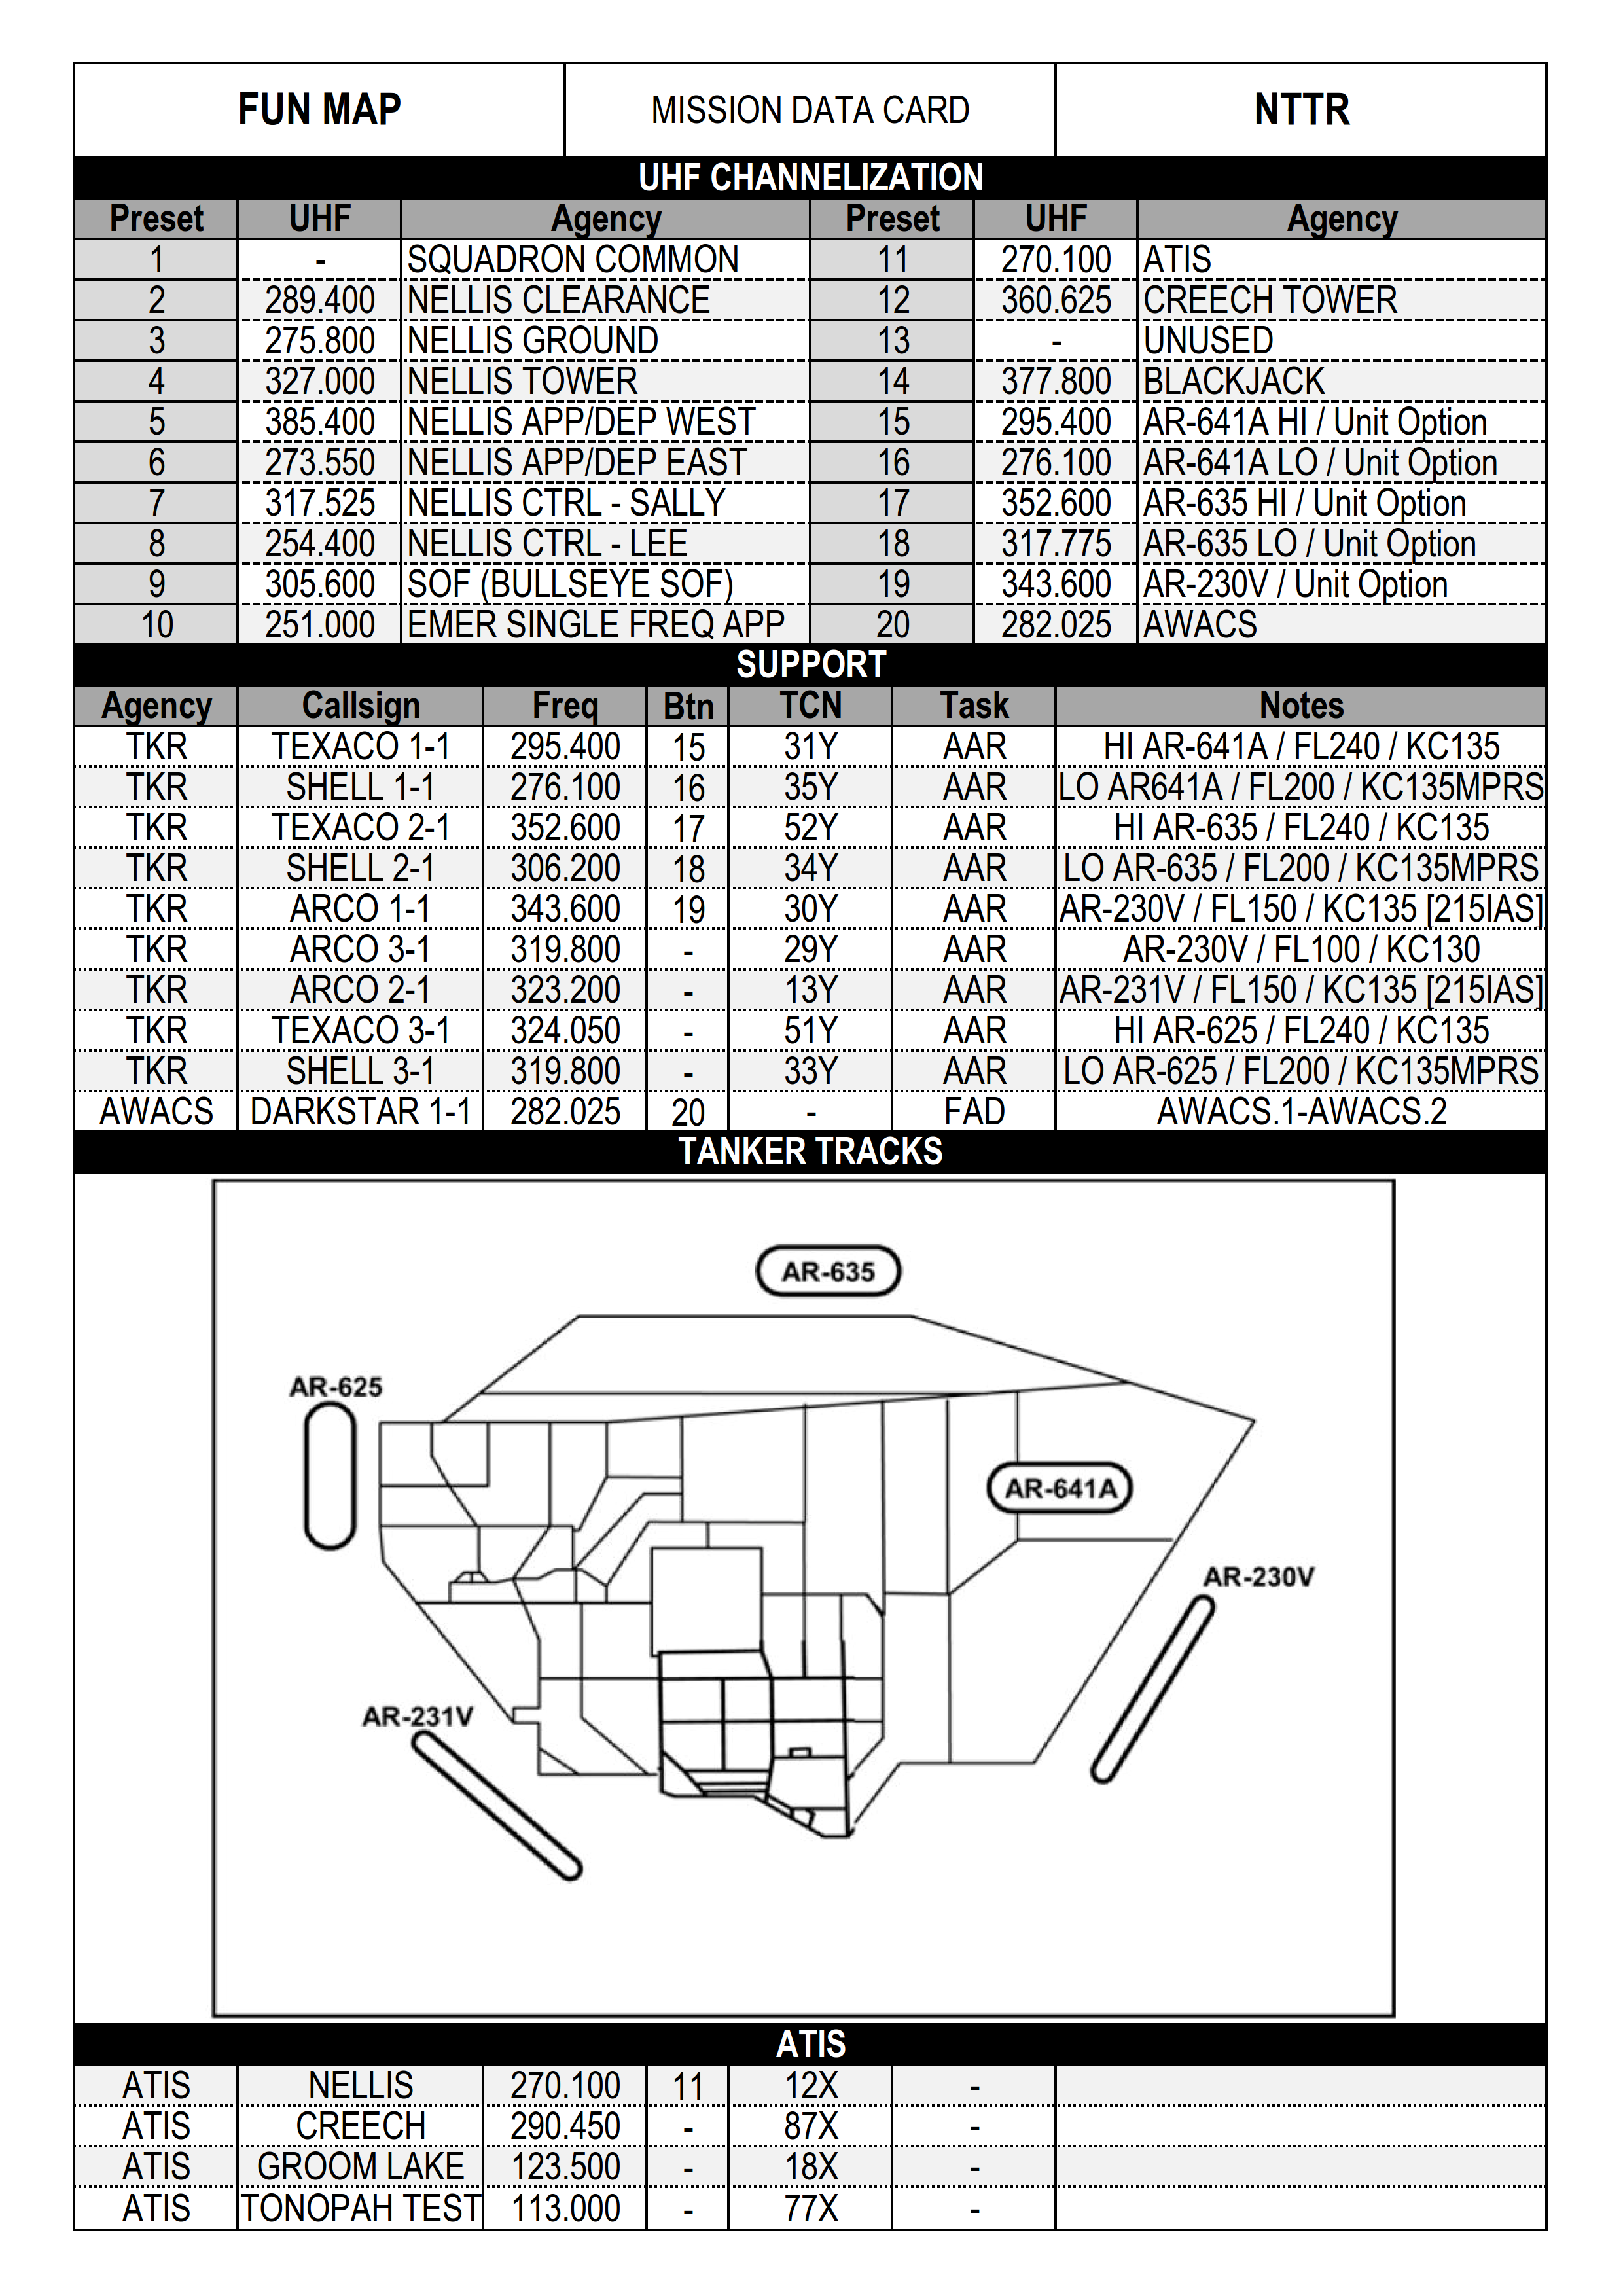 FUN MAP MISSION DATA CARD NTTR
UHF CHANNELIZATION
Preset UHF Agency Preset UHF Agency
1 - SQUADRON COMMON 11 270.100 ATIS
2 289.400 NELLIS CLEARANCE 12 360.625 CREECH TOWER
3 275.800 NELLIS GROUND 13 - UNUSED
4 327.000 NELLIS TOWER 14 377.800 BLACKJACK
5 385.400 NELLIS APP/DEP WEST 15 295.400 AR-641A HI / Unit Option
6 273.550 NELLIS APP/DEP EAST 16 276.100 AR-641A LO / Unit Option
7 317.525 NELLIS CTRL - SALLY 17 352.600 AR-635 HI / Unit Option
8 254.400 NELLIS CTRL - LEE 18 317.775 AR-635 LO / Unit Option
9 305.600 SOF (BULLSEYE SOF) 19 343.600 AR-230V / Unit Option
10 251.000 EMER SINGLE FREQ APP 20 282.025 AWACS
SUPPORT
Agency Callsign Freq Btn TCN Task Notes
TKR TEXACO 1-1 295.400 15 31Y AAR HI AR-641A / FL240 / KC135
TKR SHELL 1-1 276.100 16 35Y AAR LO AR641A / FL200 / KC135MPRS
TKR TEXACO 2-1 352.600 17 52Y AAR HI AR-635 / FL240 / KC135
TKR SHELL 2-1 306.200 18 34Y AAR LO AR-635 / FL200 / KC135MPRS
TKR ARCO 1-1 343.600 19 30Y AAR AR-230V / FL150 / KC135 [215IAS]
TKR ARCO 3-1 319.800 - 29Y AAR AR-230V / FL100 / KC130
TKR ARCO 2-1 323.200 - 13Y AAR AR-231V / FL150 / KC135 [215IAS]
TKR TEXACO 3-1 324.050 - 51Y AAR HI AR-625 / FL240 / KC135
TKR SHELL 3-1 319.800 - 33Y AAR LO AR-625 / FL200 / KC135MPRS
AWACS DARKSTAR 1-1 282.025 20 - FAD AWACS.1-AWACS.2
TANKER TRACKS
AR-635
AR-625
AR-641A
AR-230V
AR-231V
ATIS
ATIS NELLIS 270.100 11 12X -
ATIS CREECH 290.450 - 87X -
ATIS GROOM LAKE 123.500 - 18X -
ATIS TONOPAH TEST 113.000 - 77X -